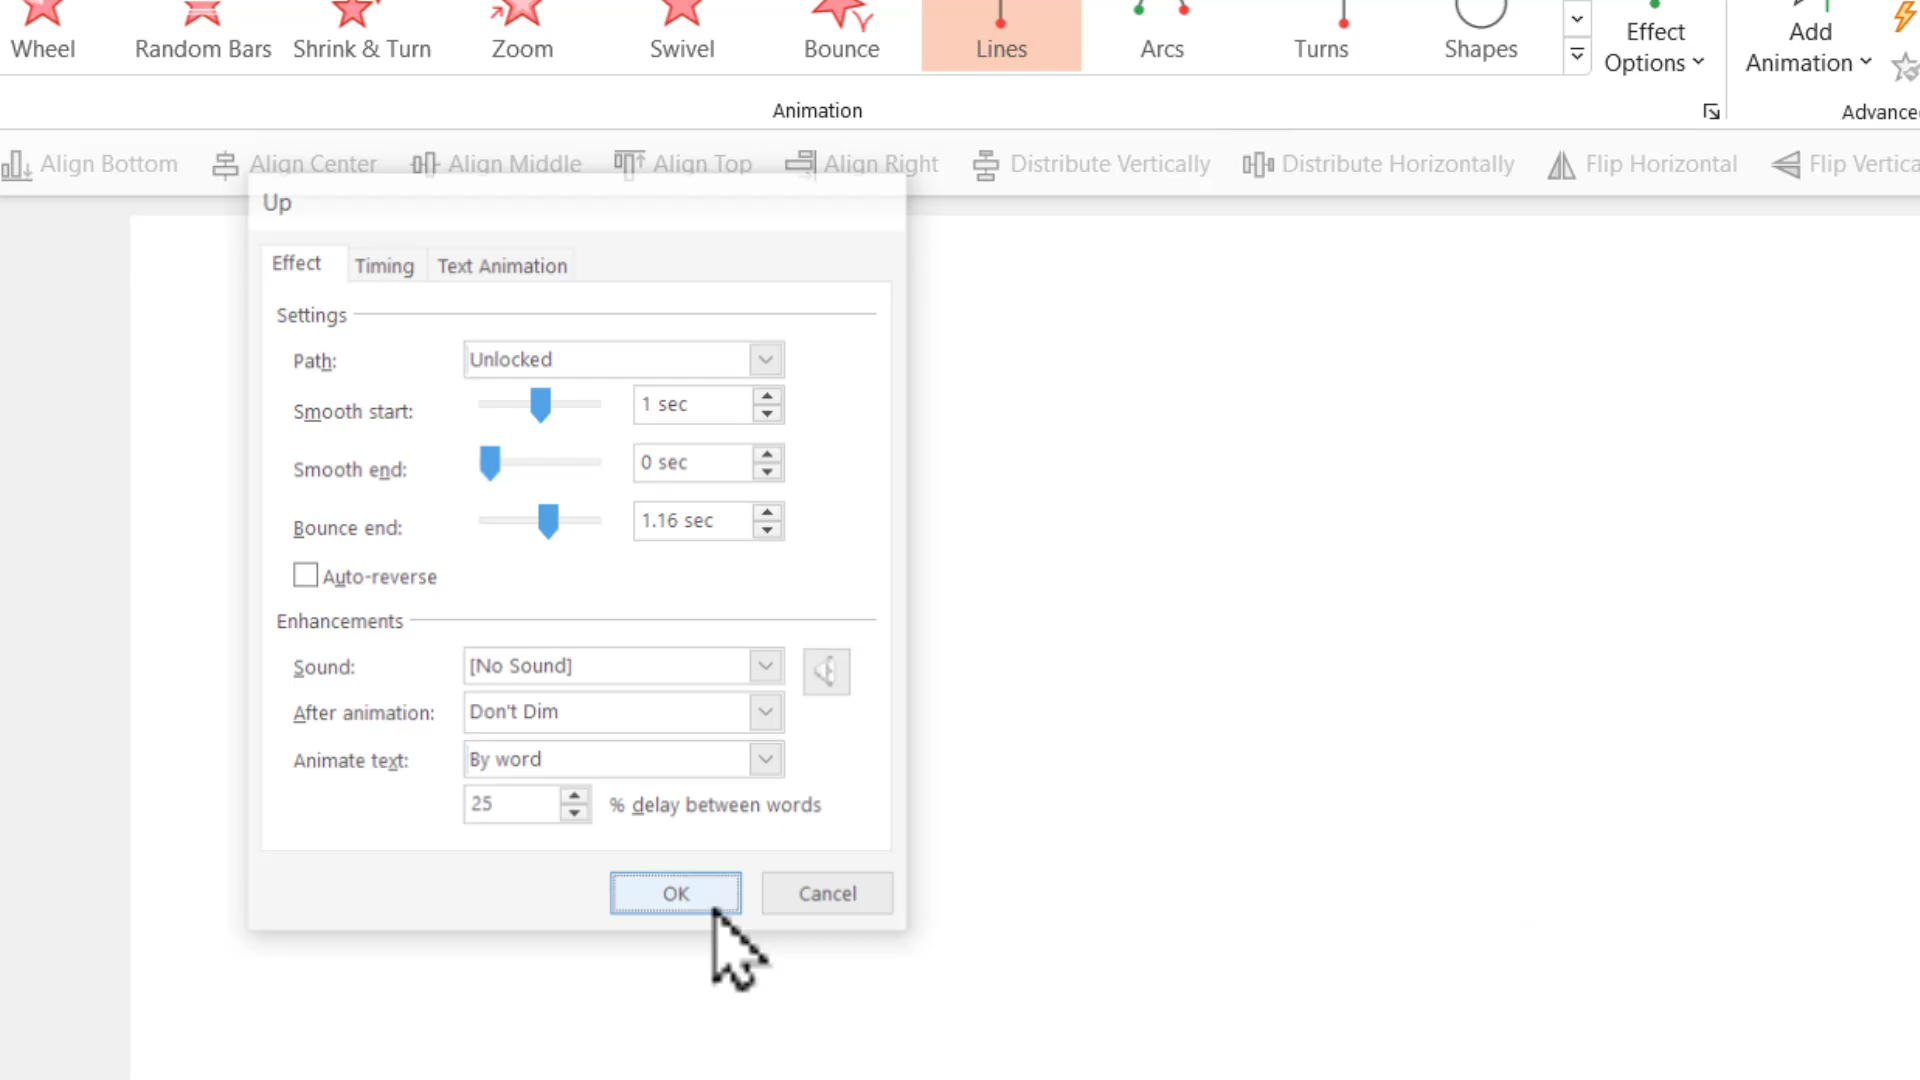 Wheel
Random Bars
Shrink & Turn
Zoom
Swivel
Bounce
Lines
Arcs
Turns
Shapes
Effect
Options
Add
Animation
Animation
Advance
Align Bottom
Align Center
Align Middle
Align Top
Align Right
Distribute Vertically
Distribute Horizontally
Flip Horizontal
Flip Vertica
Up
Effect
Timing
Text Animation
Settings
Path:
Unlocked
Smooth start:
1 sec
Smooth end:
0 sec
Bounce end:
1.16 sec
Auto-reverse
Enhancements
Sound:
[No Sound]
After animation:
Don't Dim
Animate text:
By word
25
% delay between words
OK
Cancel